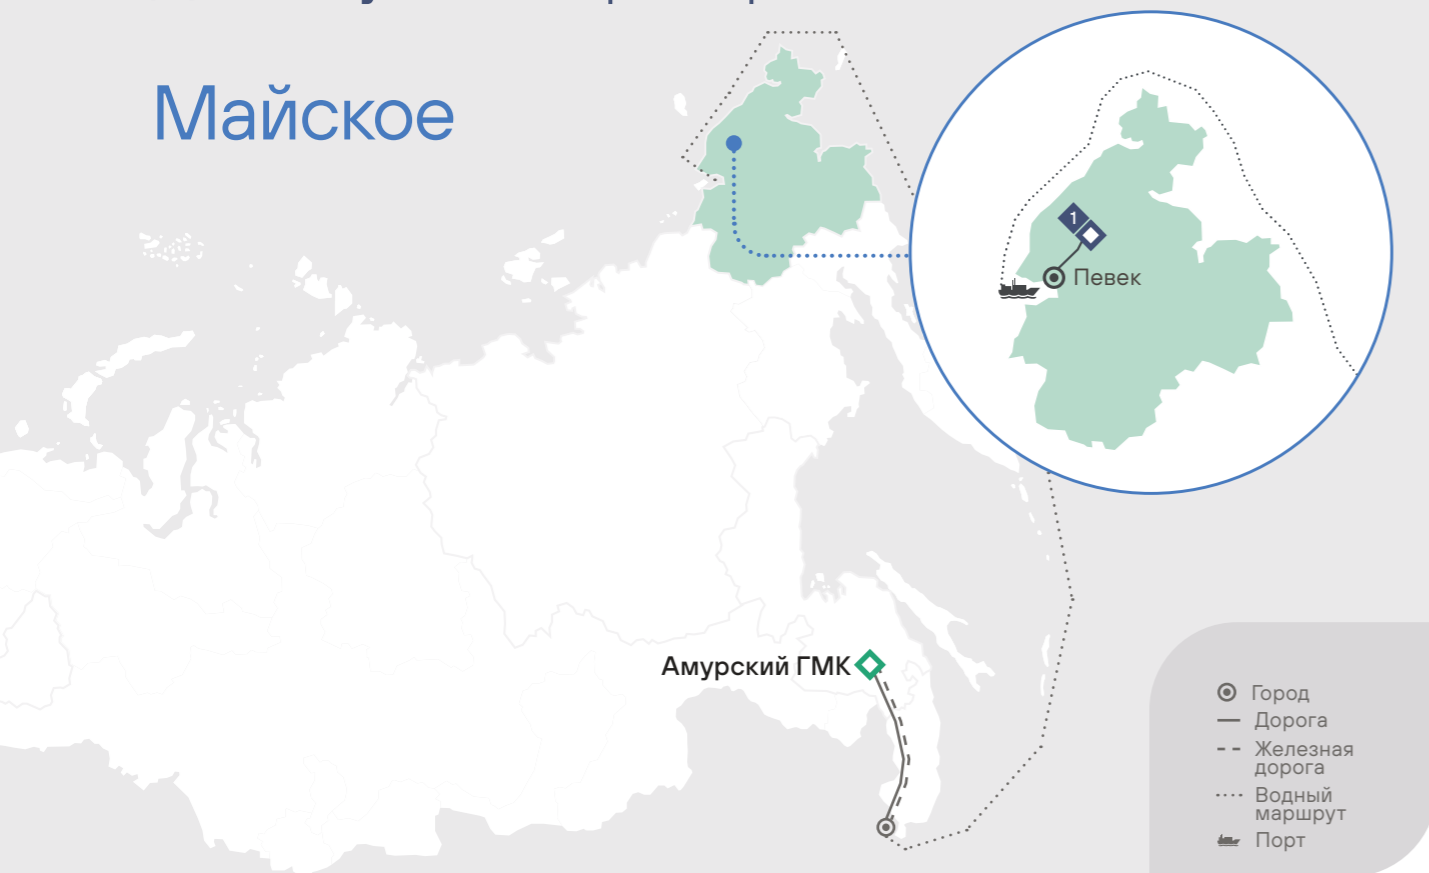 Майское
1
Певек
Амурский ГМК
Город
Дорога
Железная
дорога
Водный
маршрут
Порт